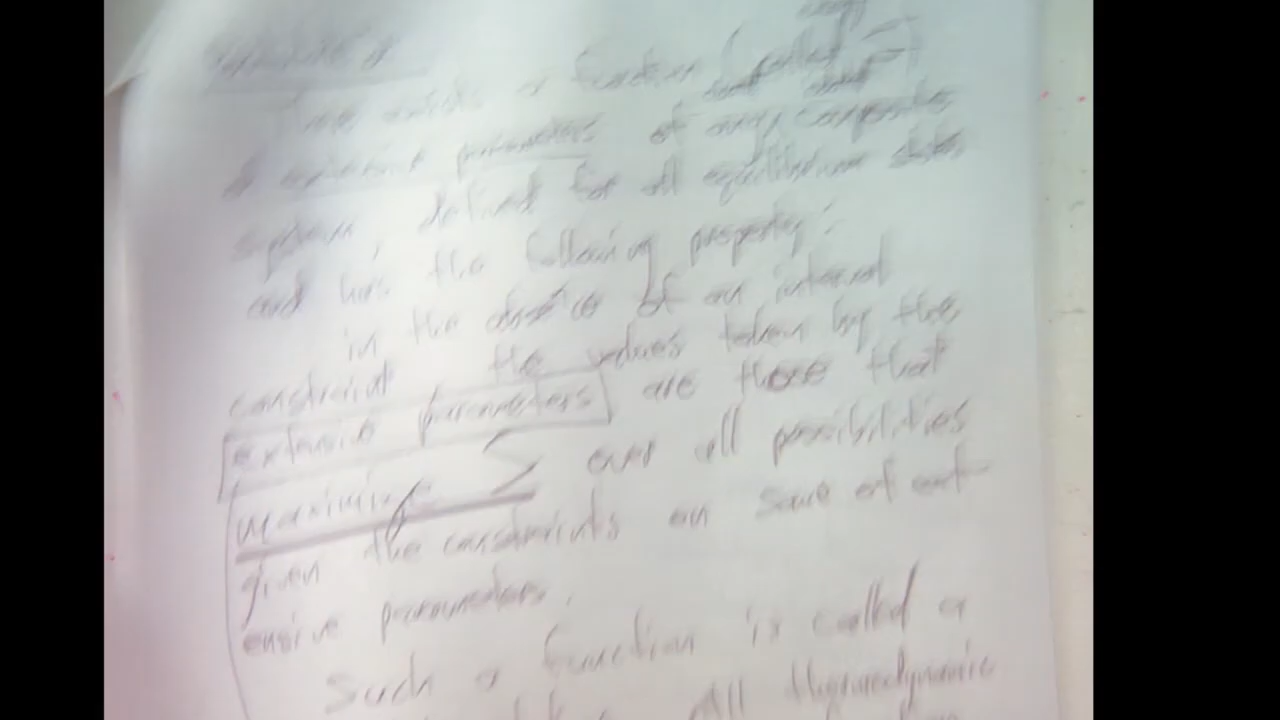 There exists a function (called
of extensive parameters of any composite
system, defined for all equilibrium states
and has the following property:
in the absence of an internal
constraint the values taken by the
extensive parameters are those that
maximize Σ over all possibilities
given the constraints on some of ext
ensive parameters.
Such a function is called a
All thermodynamic